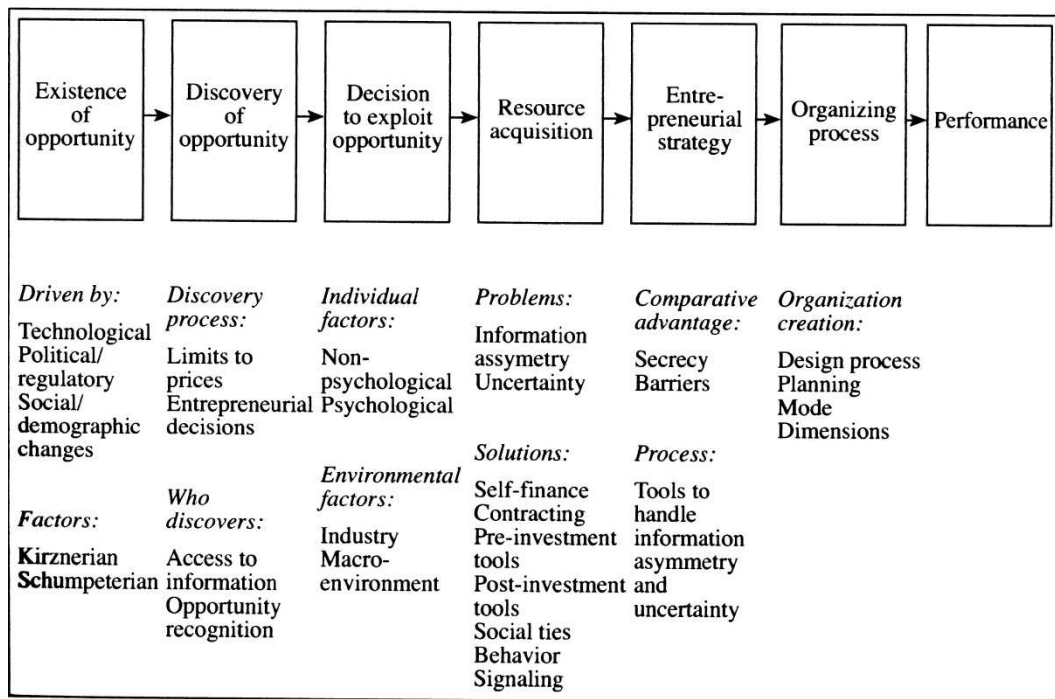 Existence
of
opportunity
Discovery
of
opportunity
Decision
to exploit
opportunity
Resource
acquisition
Entre-
preneurial
strategy
Organizing
process
Performance
Driven by:
Technological
Political/
regulatory
Social/
demographic
changes
Factors:
Kirznerian
Schumpeterian
Discovery
process:
Limits to
prices
Entrepreneurial
decisions
Who
discovers:
Access to
information
Opportunity
recognition
Individual
factors:
Non-
psychological
Psychological
Environmental
factors:
Industry
Macro-
environment
Problems:
Information
assymetry
Uncertainty
Solutions:
Self-finance
Contracting
Pre-investment
tools
Post-investment
tools
Social ties
Behavior
Signaling
Comparative
advantage:
Secrecy
Barriers
Process:
Tools to
handle
information
asymmetry
and
uncertainty
Organization
creation:
Design process
Planning
Mode
Dimensions